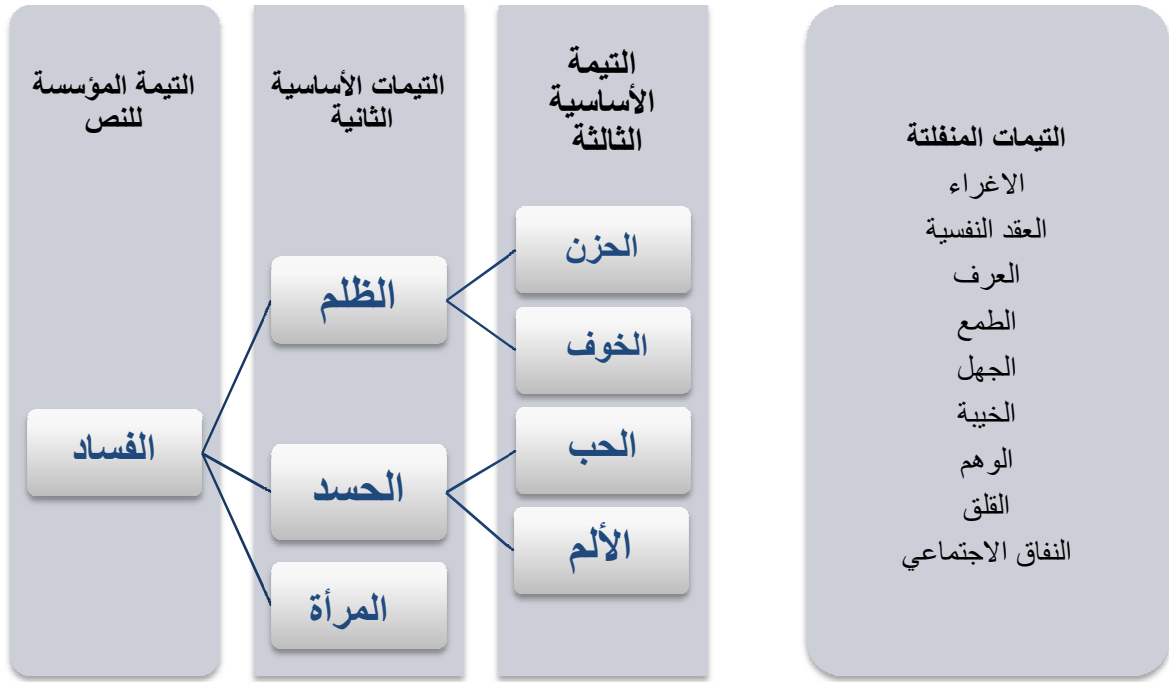 التيمة المؤسسة
للنص
الفساد
التيمات الأساسية
الثانية
الظلم
الحسد
المرأة
التيمة
الأساسية
الثالثة
الحزن
الخوف
الحب
الألم
التيمات المنفلتة
الاغراء
العقد النفسية
العرف
الطمع
الجهل
الخيبة
الوهم
القلق
النفاق الاجتماعي